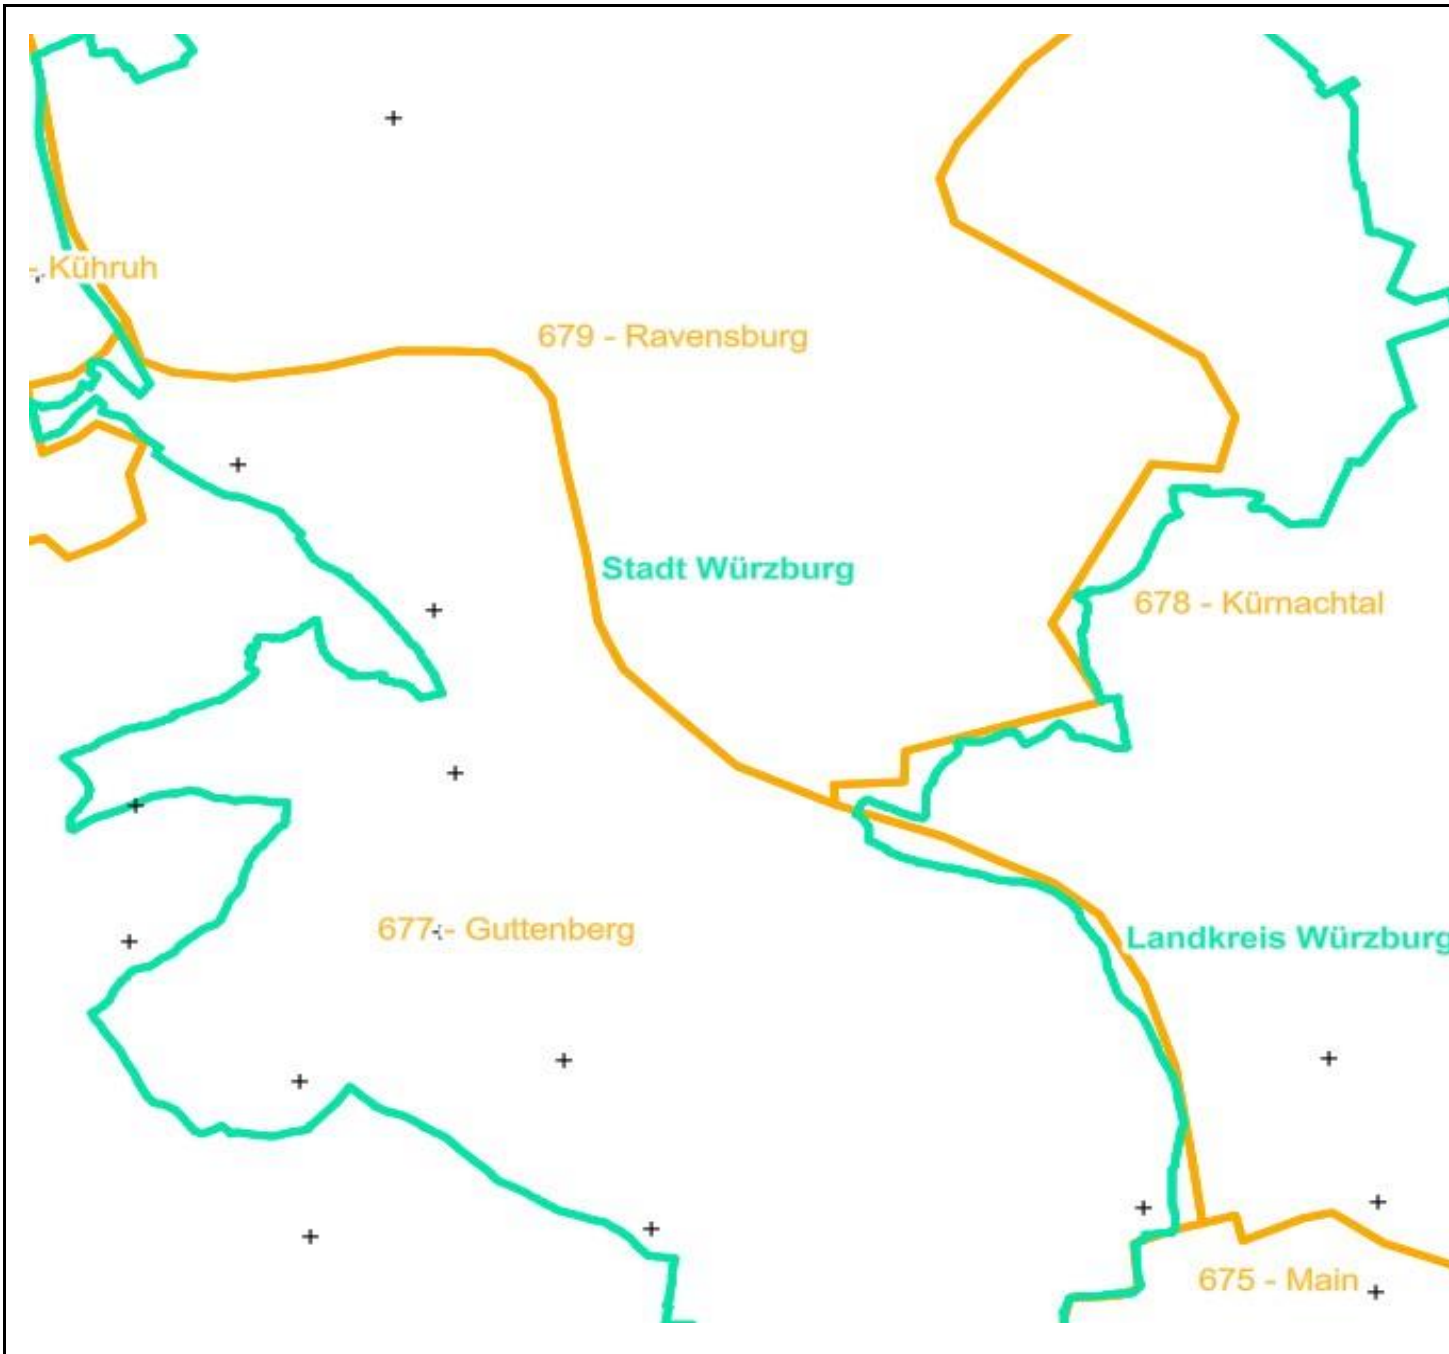 - Kühruh
679 - Ravensburg
Stadt Würzburg
678 - Kürnachtal
677 - Guttenberg
Landkreis Würzburg
675 - Main